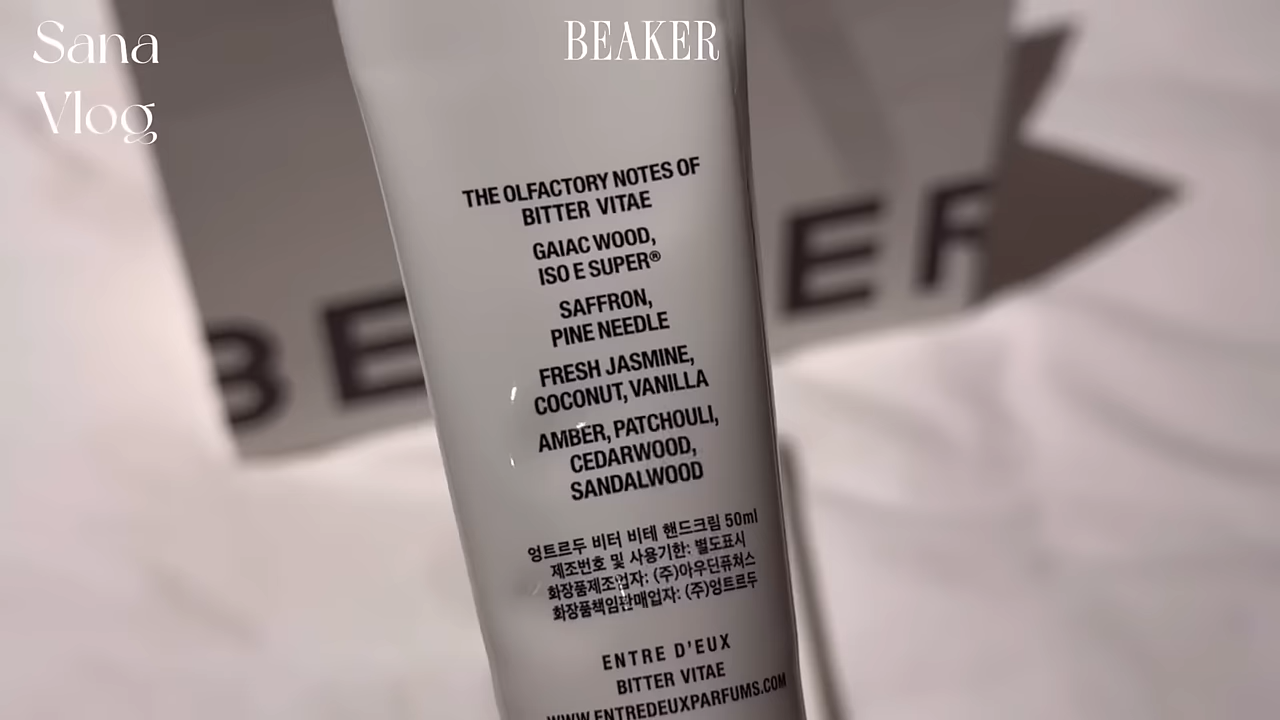 Sana
Vlog
BEAKER
THE OLFACTORY NOTES OF
BITTER VITAE
GAIAC WOOD,
ISO E SUPER®
SAFFRON,
PINE NEEDLE
FRESH JASMINE,
COCONUT, VANILLA
AMBER, PATCHOULI,
CEDARWOOD,
SANDALWOOD
엉트르두 비터 비테 핸드크림 50ml
제조번호 및 사용기한: 별도표시
화장품제조업자: (주)아우딘퓨쳐스
화장품책임판매업자: (주)엉트르두
ENTRE D'EUX
BITTER VITAE
WWW.ENTREDEUXPARFUMS.COM
BE
ER